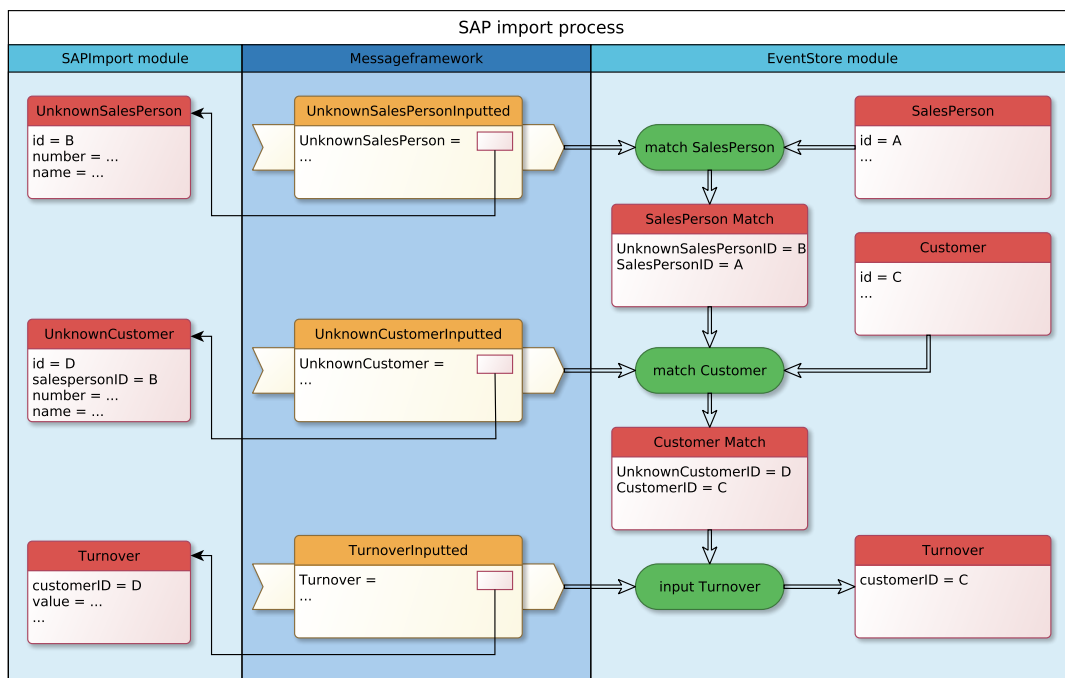 SAP import process
SAPImport module
Messageframework
EventStore module
UnknownSalesPerson
id = B
number = ...
name = ...
UnknownSalesPersonInputted
UnknownSalesPerson =
...
match SalesPerson
SalesPerson
id = A
...
SalesPerson Match
UnknownSalesPersonID = B
SalesPersonID = A
Customer
id = C
...
UnknownCustomer
id = D
salespersonID = B
number = ...
name = ...
UnknownCustomerInputted
UnknownCustomer =
...
match Customer
Customer Match
UnknownCustomerID = D
CustomerID = C
Turnover
customerID = D
value = ...
...
TurnoverInputted
Turnover =
...
input Turnover
Turnover
customerID = C